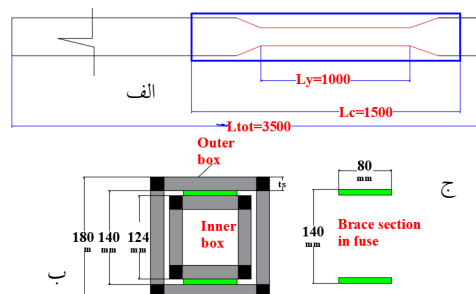 Ly=1000
الف
Lc=1500
Ltot=3500
Outer
box
ts
80
mm
ج
Inner
box
180
m
140
mm
124
mm
140
mm
Brace section
in fuse
ب